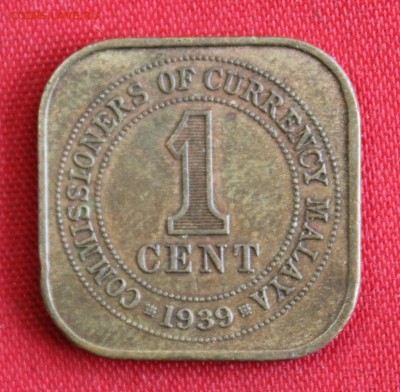 COMMISSIONERS OF CURRENCY MALAYA
1
CENT
1939